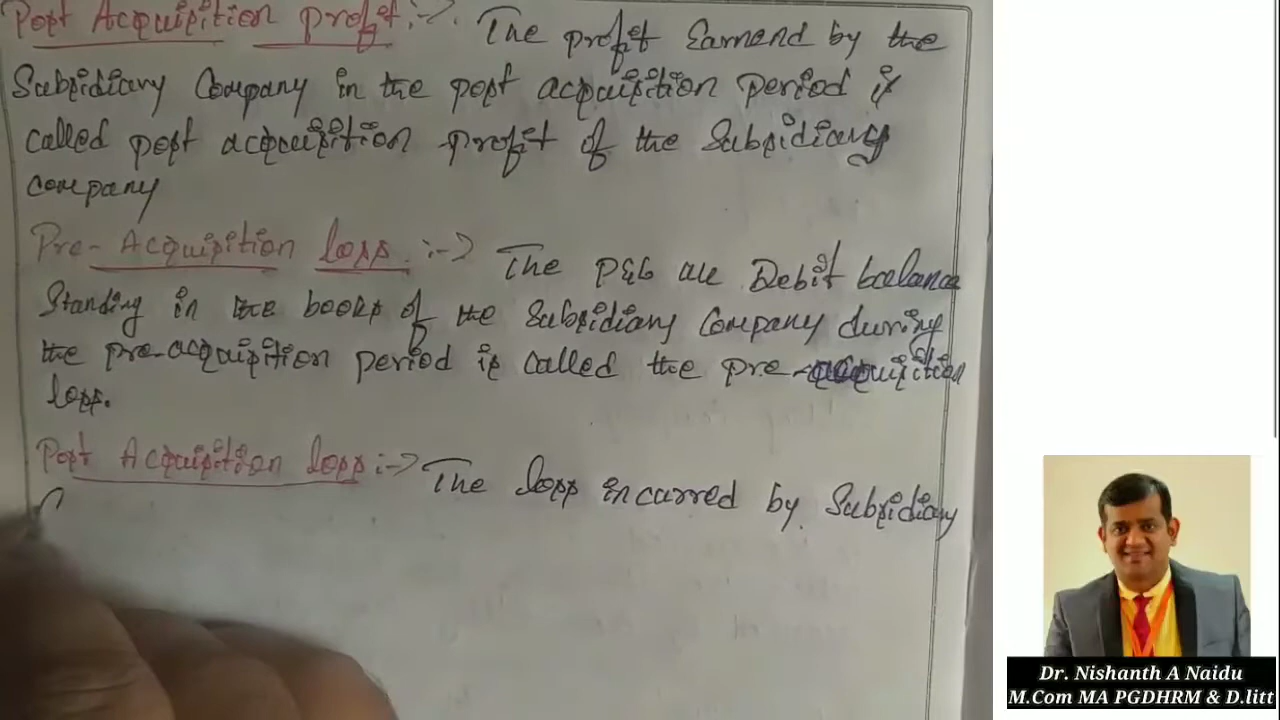 Post Acquisition profit :->. The profit Earnend by the
Subsidiary Company in the post acquisition period is
called post acquisition profit of the Subsidiary
company
Pre-Acquisition loss. :-> The P&L a/c Debit balance
Standing in the books of the Subsidiary Company during
the pre-acquisition period is called the pre-acquisition
loss.
Post Acquisition loss :-> The loss incurred by Subsidiary
Dr. Nishanth A Naidu
M.Com MA PGDHRM & D.litt